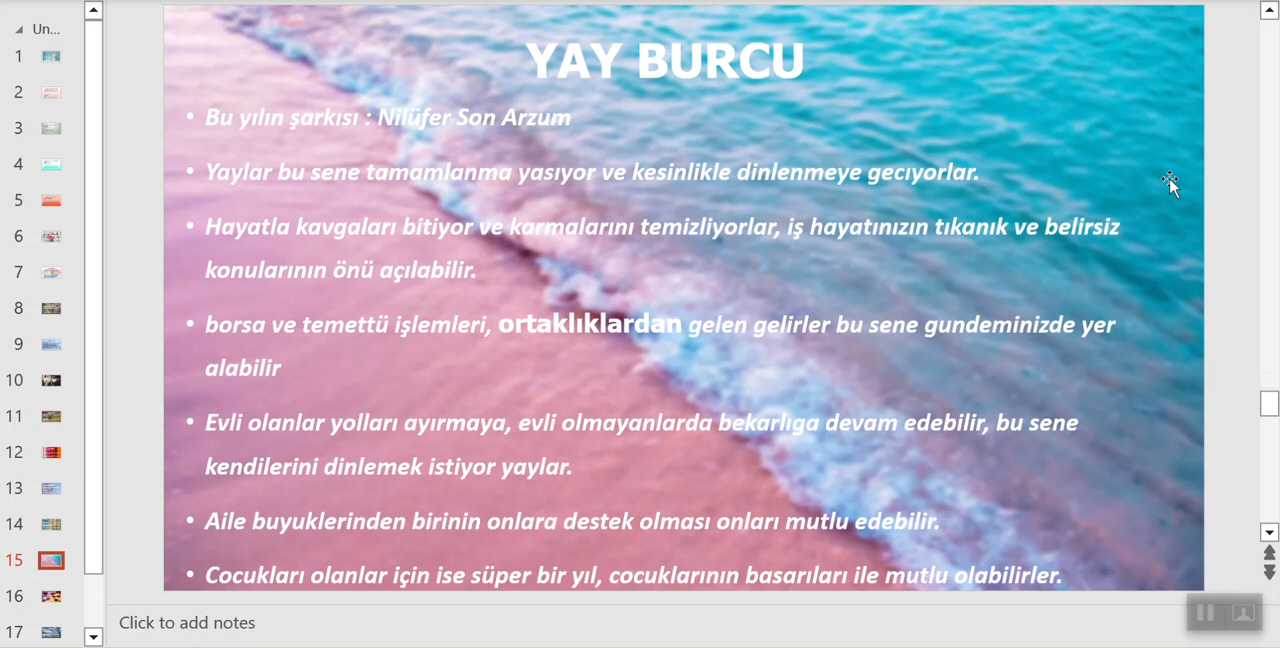 Un...
1
2
3
4
5
6
7
8
9
10
11
12
13
14
15
16
17
YAY BURCU
• Bu yılın şarkısı : Nilüfer Son Arzum
• Yaylar bu sene tamamlanma yasıyor ve kesinlikle dinlenmeye gecıyorlar.
• Hayatla kavgaları bitiyor ve karmalarını temizliyorlar, iş hayatınızın tıkanık ve belirsiz
konularının önü açılabilir.
• borsa ve temettü işlemleri, ortaklıklardan gelen gelirler bu sene gundeminizde yer
alabilir
• Evli olanlar yolları ayırmaya, evli olmayanlarda bekarlıga devam edebilir, bu sene
kendilerini dinlemek istiyor yaylar.
• Aile buyuklerinden birinin onlara destek olması onları mutlu edebilir.
• Cocukları olanlar için ise süper bir yıl, cocuklarının basarıları ile mutlu olabilirler.
Click to add notes